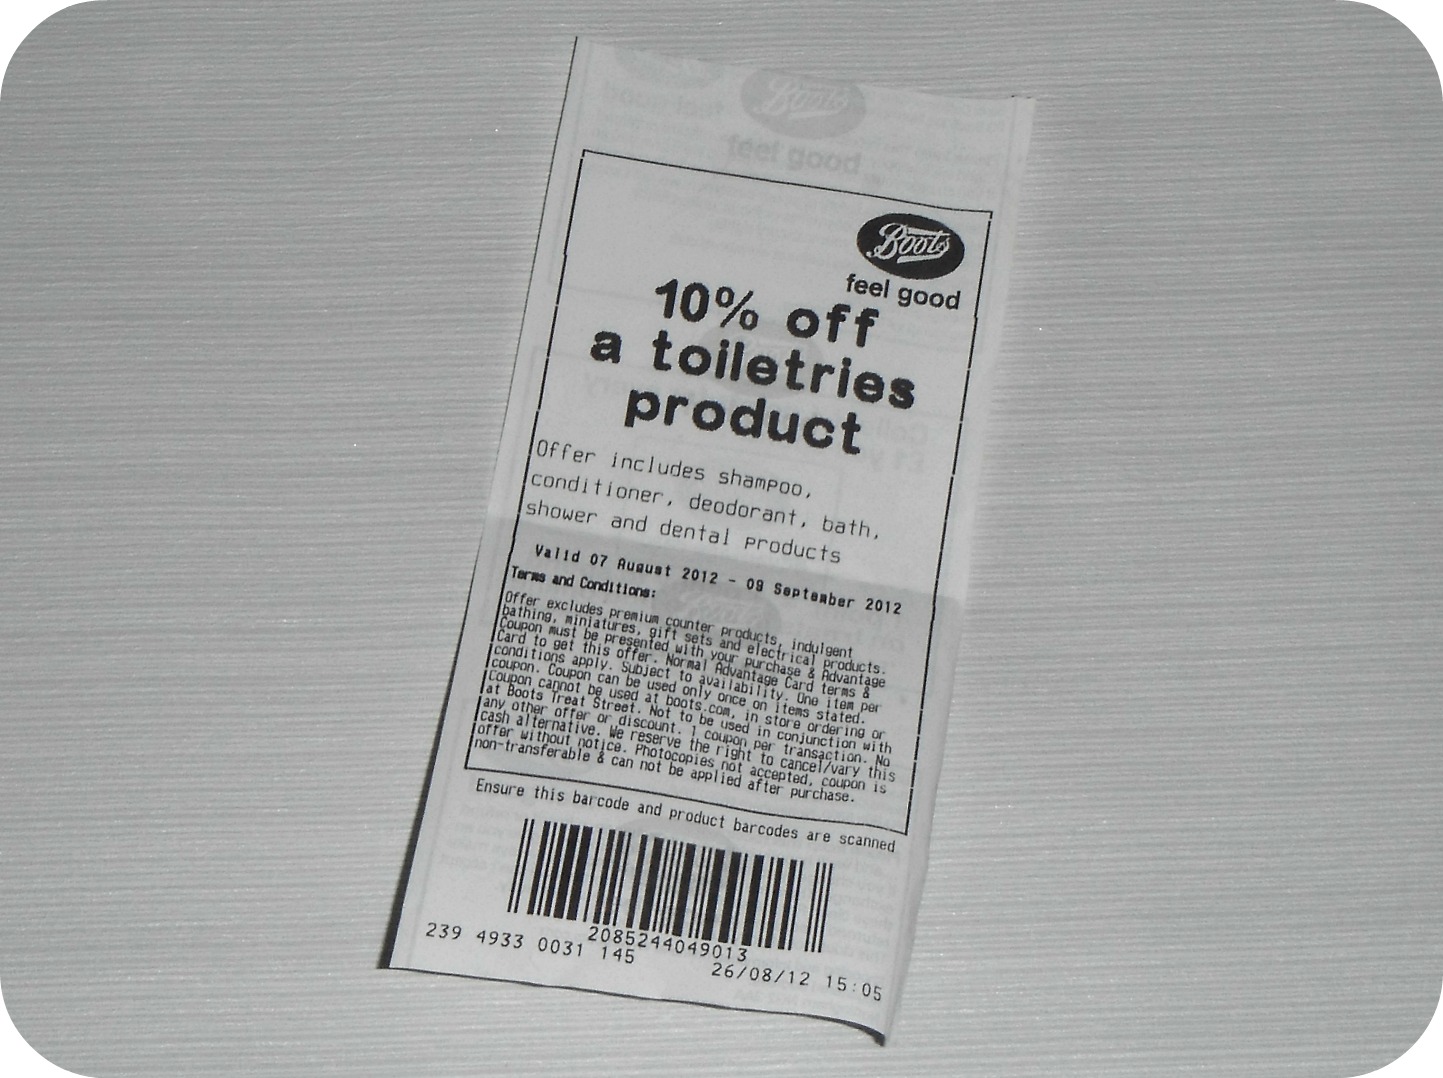 Boots
feel good
Boots
feel good
10% off
a toiletries
product
Offer includes shampoo,
conditioner, deodorant, bath,
shower and dental products
Valid 07 August 2012 - 09 September 2012
Terms and Conditions:
Offer excludes premium counter products, indulgent
bathing, miniatures, gift sets and electrical products.
Coupon must be presented with your purchase & Advantage
Card to get this offer. Normal Advantage Card terms &
conditions apply. Subject to availability. One item per
coupon. Coupon can be used only once on items stated.
Coupon cannot be used at boots.com, in store ordering or
at Boots Treat Street. Not to be used in conjunction with
any other offer or discount. 1 coupon per transaction. No
cash alternative. We reserve the right to cancel/vary this
offer without notice. Photocopies not accepted, coupon is
non-transferable & can not be applied after purchase.
Ensure this barcode and product barcodes are scanned
2085244049013
239 4933 0031 145 26/08/12 15:05